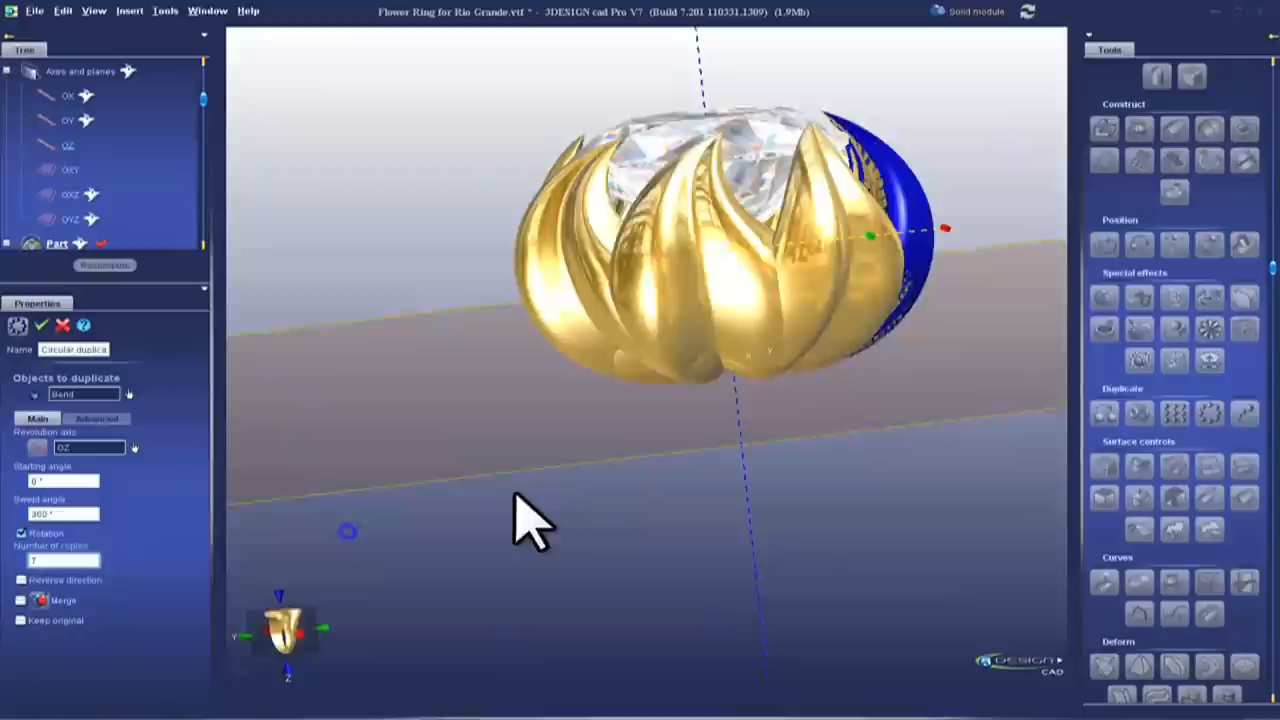 File Edit View Insert Tools Window Help
Flower Ring for Rio Grande.vtf * - 3DESIGN cad Pro V7 (Build 7.201 110331.1309) (1.9Mb)
Solid module
Tree
Axes and planes
OX
OY
OZ
OXY
OXZ
OYZ
Part
Properties
Name Circular duplica
Objects to duplicate
Bend
Main Advanced
Revolution axis
OZ
Starting angle
0 °
Swept angle
360 °
Rotation
Number of copies
7
Reverse direction
Merge
Keep original
X
Y
Y
Z
3DESIGN
CAD
Tools
Construct
Position
Special effects
Duplicate
Surface controls
Curves
Deform